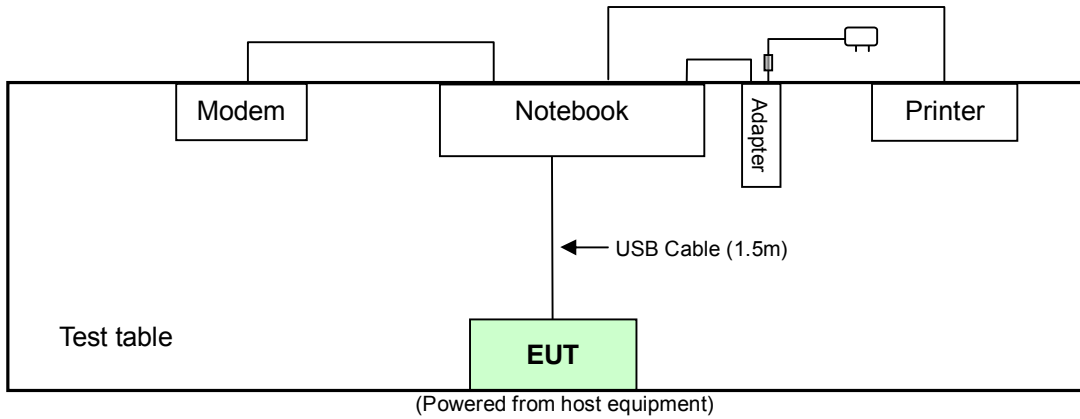 Modem
Notebook
Adapter
Printer
USB Cable (1.5m)
Test table
EUT
(Powered from host equipment)